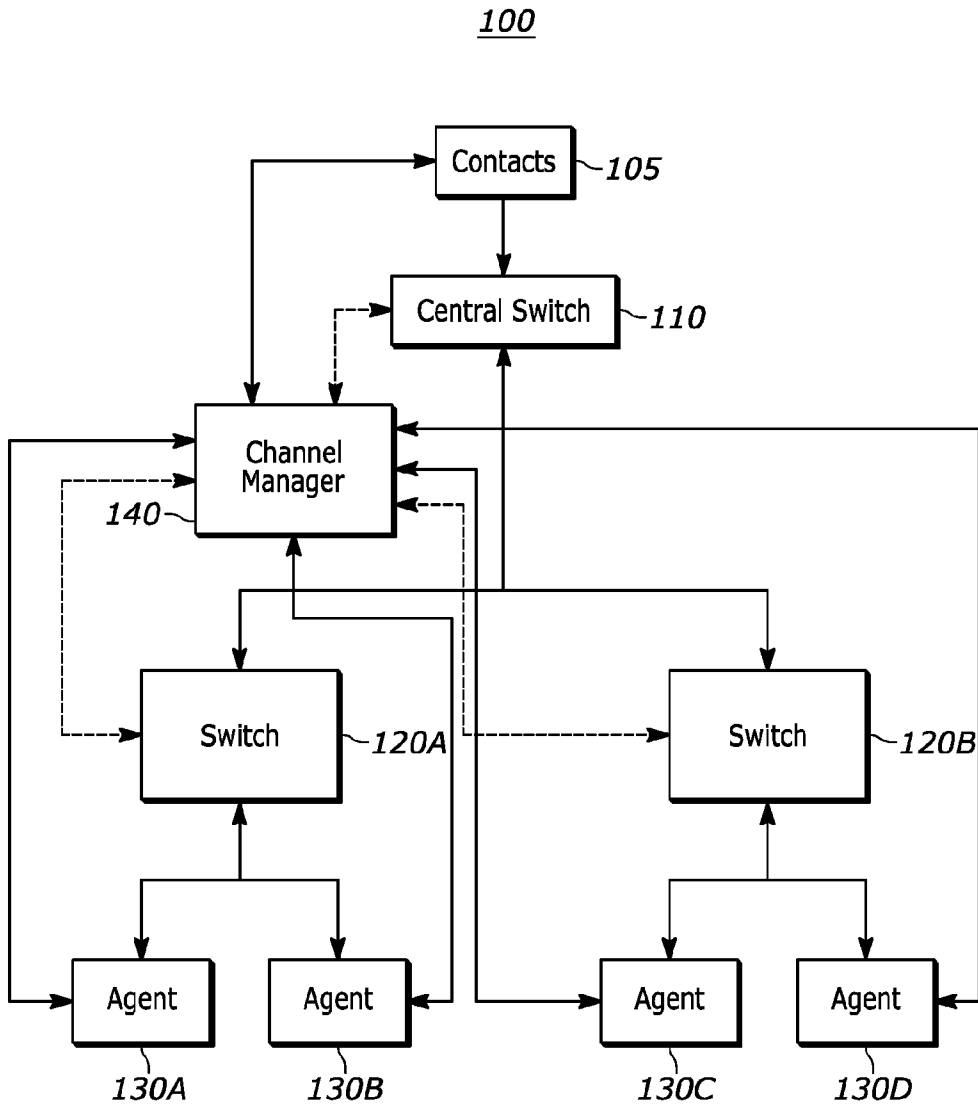 100
Contacts
105
Central Switch
110
Channel
Manager
140
Switch
120A
Switch
120B
Agent
Agent
Agent
Agent
130A
130B
130C
130D